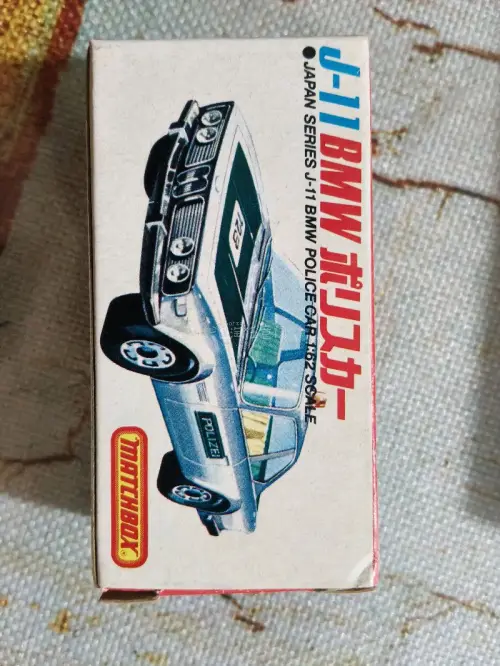 J-11 BMW ポリスカー
● JAPAN SERIES J-11 BMW POLICE CAR 1:62 SCALE
POLIZEI
MATCHBOX